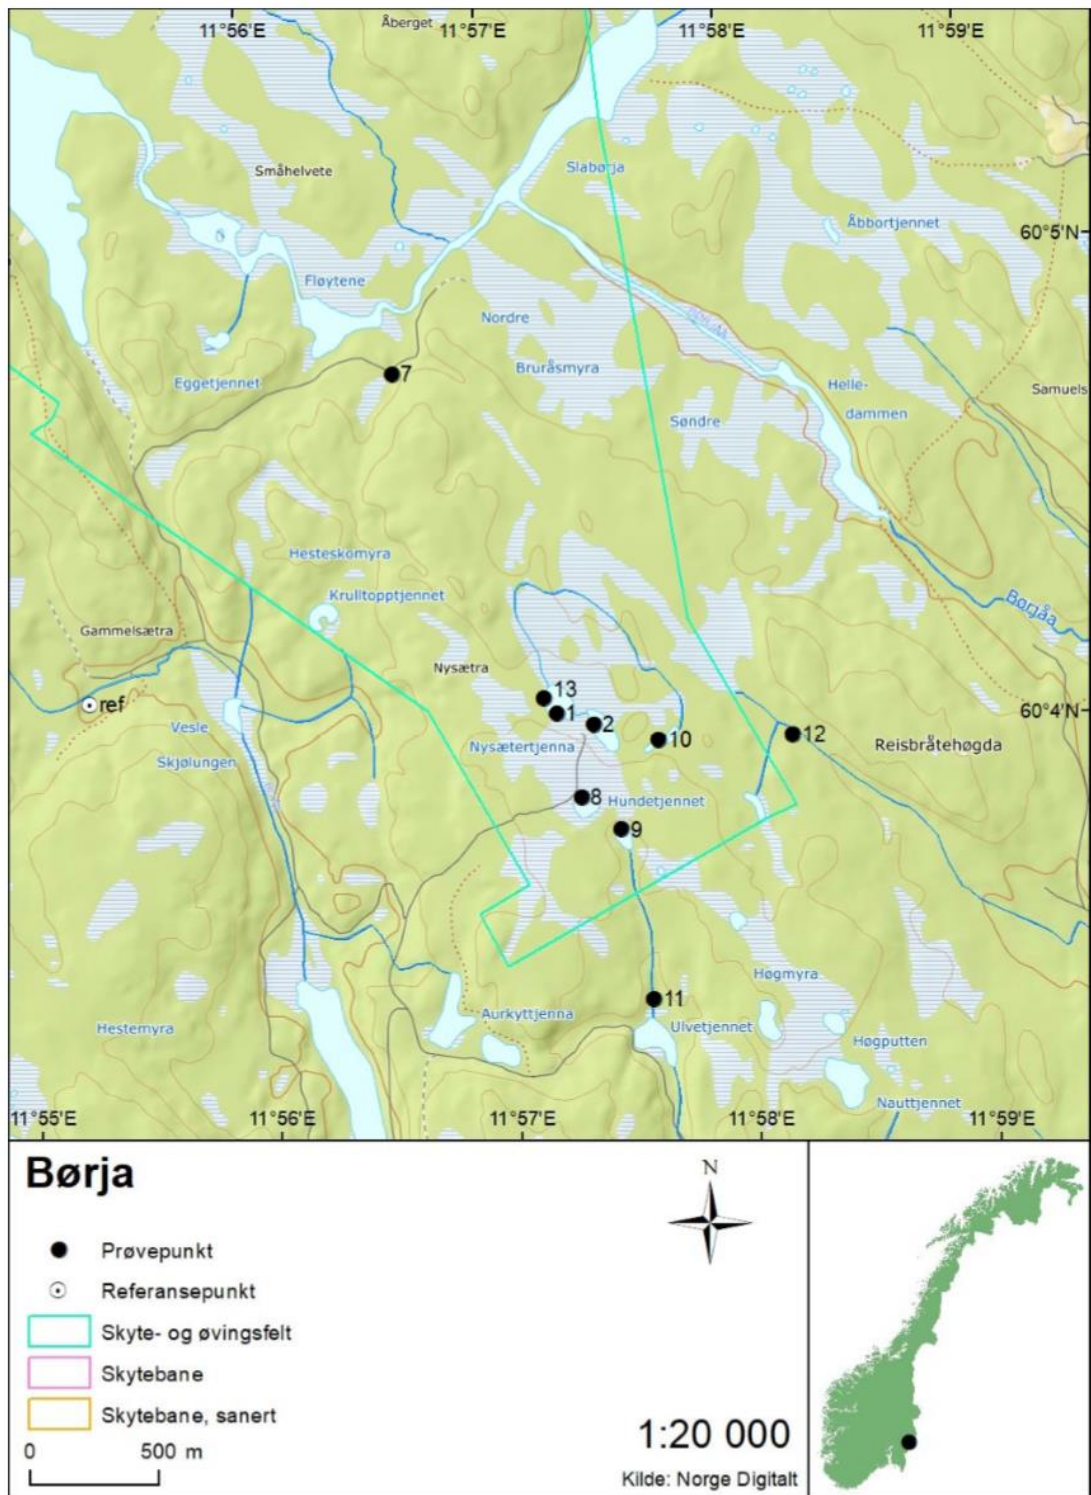 Åberget
11°56'E
11°57'E
11°58'E
11°59'E
Småhelvete
Slabørja
Åbbortjennet
60°5'N
Fløytene
Nordre
Bruråsmyra
7
Eggetjennet
Helle-
dammen
Samuels
Søndre
Hesteskomyra
Krulltopptjennet
Børjåa
Gammelsætra
Nysætra
ref
13
1
2
10
12
60°4'N
Vesle
Skjølungen
Nysætertjenna
Reisbråtehøgda
8
Hundetjennet
9
Høgmyra
11
Hestemyra
Aurkyttjenna
Ulvetjennet
Høgputten
Nauttjennet
11°55'E
11°56'E
11°57'E
11°58'E
11°59'E
Børja
N
Prøvepunkt
Referansepunkt
Skyte- og øvingsfelt
Skytebane
Skytebane, sanert
0
500 m
1:20 000
Kilde: Norge Digitalt